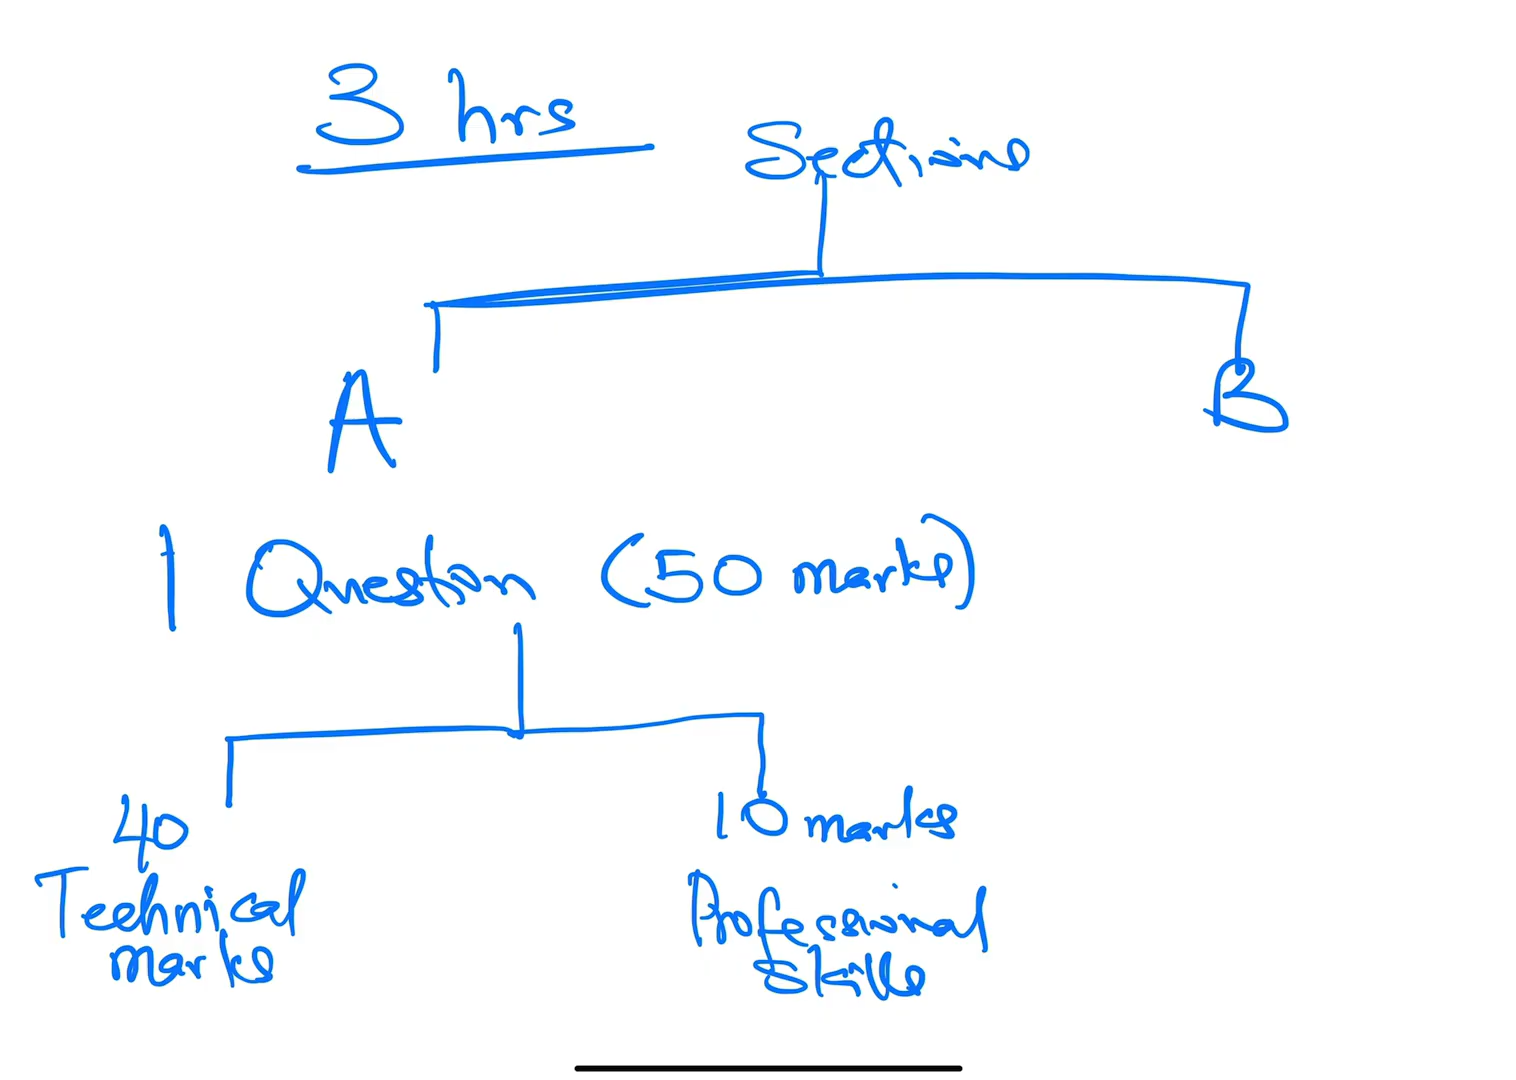 3 hrs
Sections
A
B
1 Question (50 marks)
40
Technical
marks
10 marks
Professional
skills